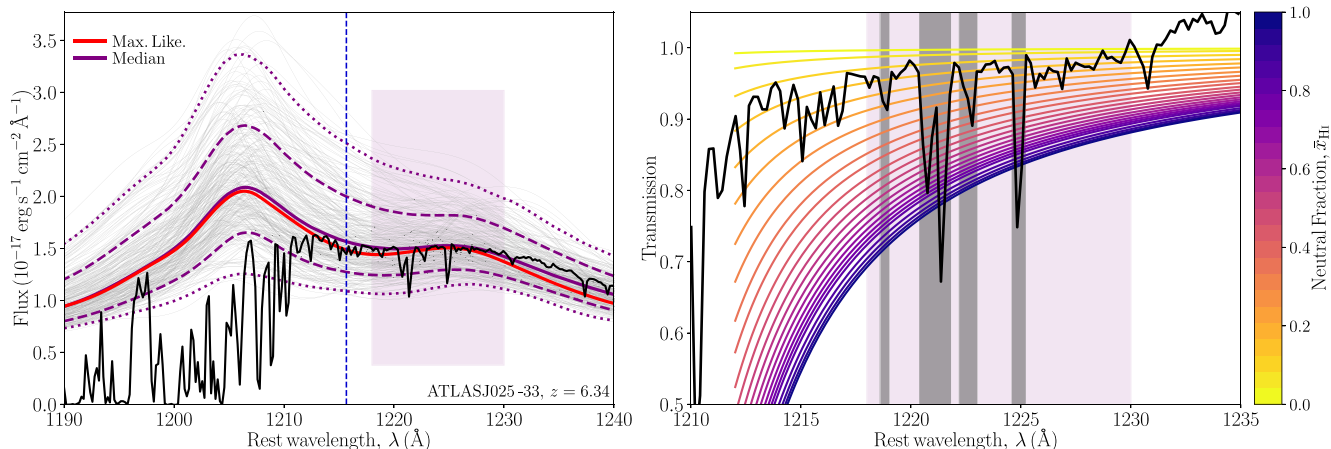 3.5
3.0
2.5
2.0
1.5
1.0
0.5
0.0
Flux (10⁻¹⁷ erg s⁻¹ cm⁻² Å⁻¹)
Max. Like.
Median
ATLASJ025-33, z = 6.34
1190 1200 1210 1220 1230 1240
Rest wavelength, λ (Å)
1.0
0.9
0.8
0.7
0.6
0.5
Transmission
1210 1215 1220 1225 1230 1235
Rest wavelength, λ (Å)
1.0
0.8
0.6
0.4
0.2
0.0
Neutral Fraction, x̄_HI